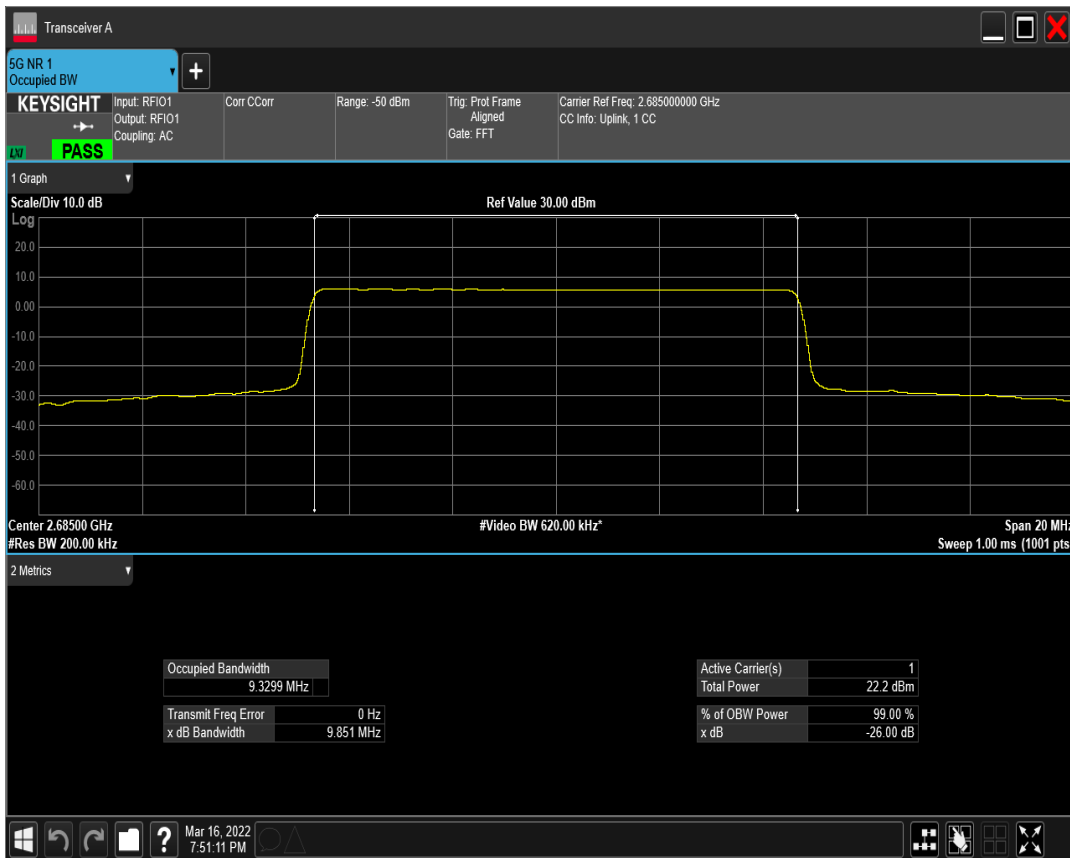 Transceiver A
5G NR 1
Occupied BW
KEYSIGHT
LXI
PASS
Input: RFIO1
Output: RFIO1
Coupling: AC
Corr CCorr
Range: -50 dBm
Trig: Prot Frame
Aligned
Gate: FFT
Carrier Ref Freq: 2.685000000 GHz
CC Info: Uplink, 1 CC
1 Graph
Scale/Div 10.0 dB
Ref Value 30.00 dBm
Log
20.0
10.0
0.00
-10.0
-20.0
-30.0
-40.0
-50.0
-60.0
Center 2.68500 GHz
#Video BW 620.00 kHz*
Span 20 MHz
#Res BW 200.00 kHz
Sweep 1.00 ms (1001 pts
2 Metrics
Occupied Bandwidth
9.3299 MHz
Transmit Freq Error 0 Hz
x dB Bandwidth 9.851 MHz
Active Carrier(s) 1
Total Power 22.2 dBm
% of OBW Power 99.00 %
x dB -26.00 dB
?
Mar 16, 2022
7:51:11 PM